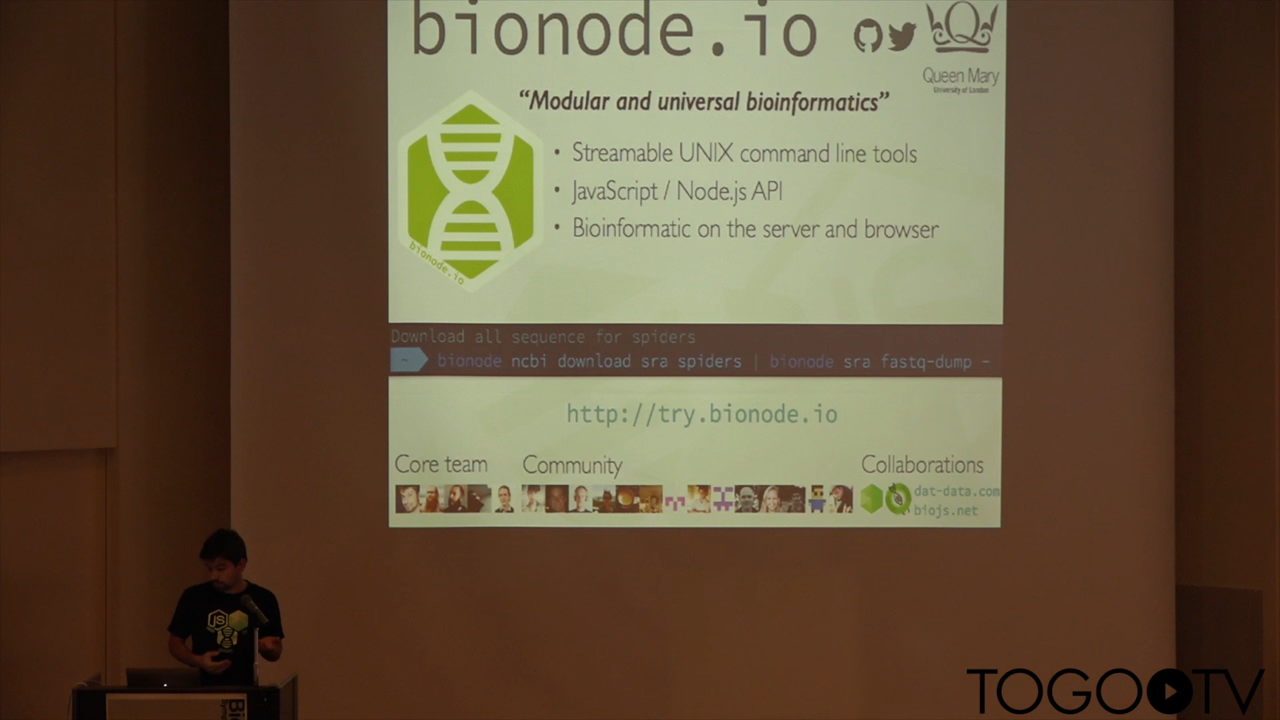 bionode.io
Queen Mary
University of London
“Modular and universal bioinformatics”
• Streamable UNIX command line tools
• JavaScript / Node.js API
• Bioinformatic on the server and browser
bionode.io
Download all sequence for spiders
~ bionode ncbi download sra spiders | bionode sra fastq-dump -
http://try.bionode.io
Core team
Community
Collaborations
dat-data.com
biojs.net
JS
TOGOTV